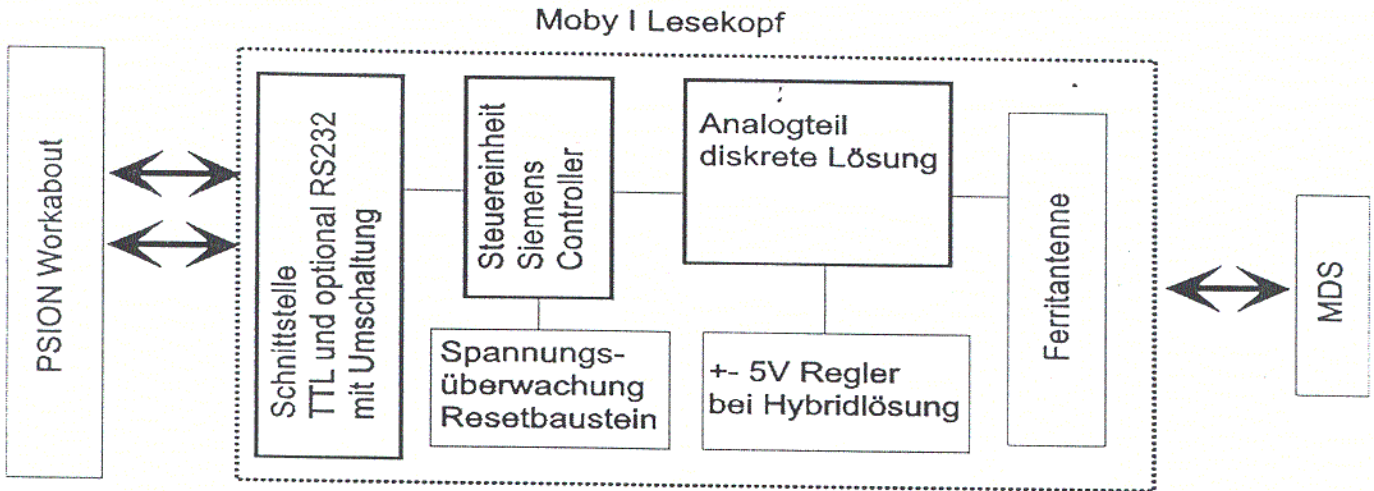 Moby I Lesekopf
PSION Workabout
Schnittstelle
TTL und optional RS232
mit Umschaltung
Steuereinheit
Siemens
Controller
Spannungs-
überwachung
Resetbaustein
Analogteil
diskrete Lösung
+- 5V Regler
bei Hybridlösung
Ferritantenne
MDS